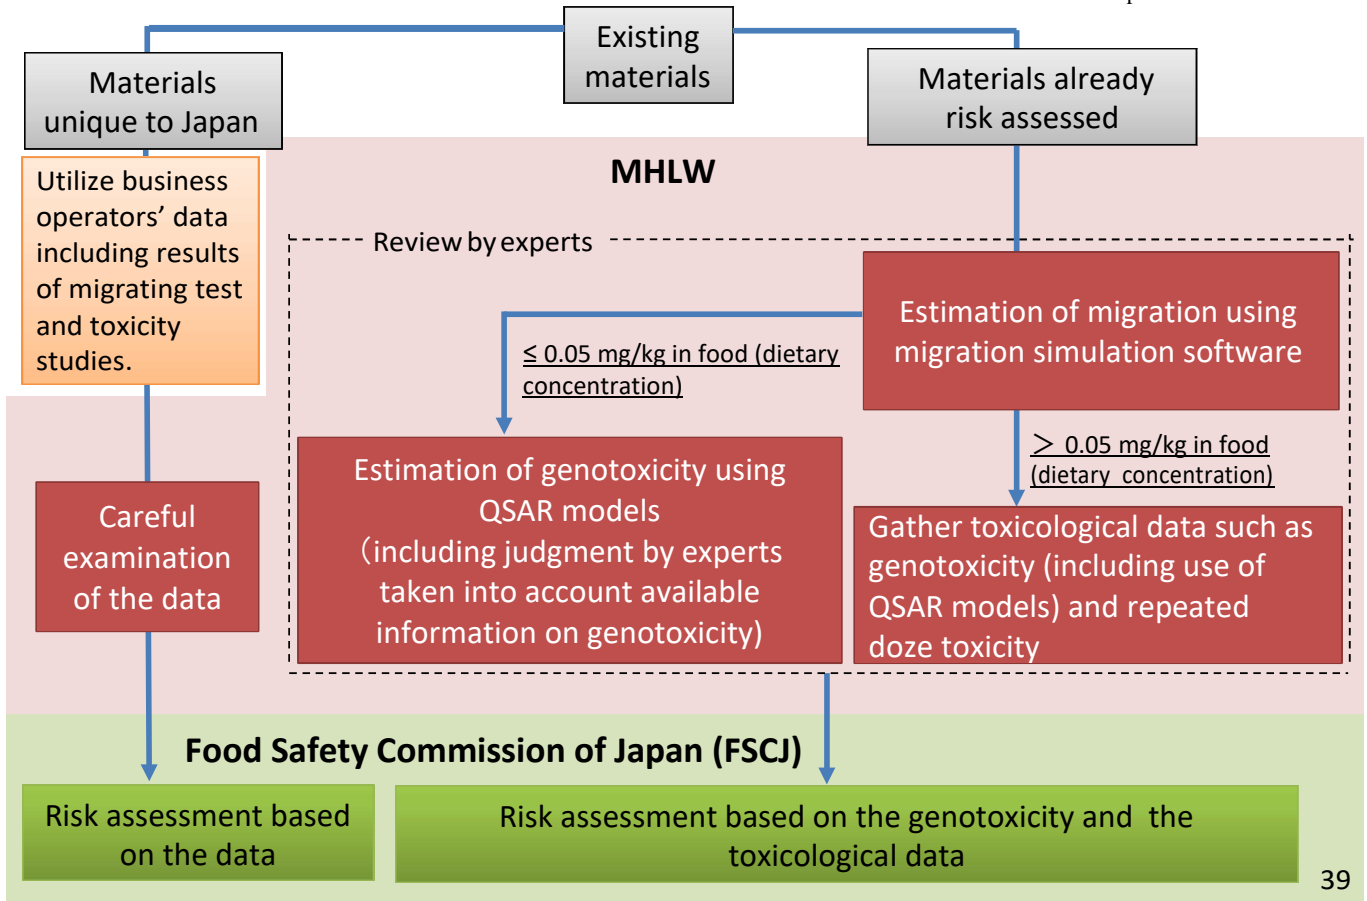 Existing
materials
Materials
unique to Japan
Materials already
risk assessed
MHLW
Utilize business
operators’ data
including results
of migrating test
and toxicity
studies.
Review by experts
Estimation of migration using
migration simulation software
≤ 0.05 mg/kg in food (dietary
concentration)
＞ 0.05 mg/kg in food
(dietary concentration)
Careful
examination
of the data
Estimation of genotoxicity using
QSAR models
（including judgment by experts
taken into account available
information on genotoxicity)
Gather toxicological data such as
genotoxicity (including use of
QSAR models) and repeated
doze toxicity
Food Safety Commission of Japan (FSCJ)
Risk assessment based
on the data
Risk assessment based on the genotoxicity and the
toxicological data
39